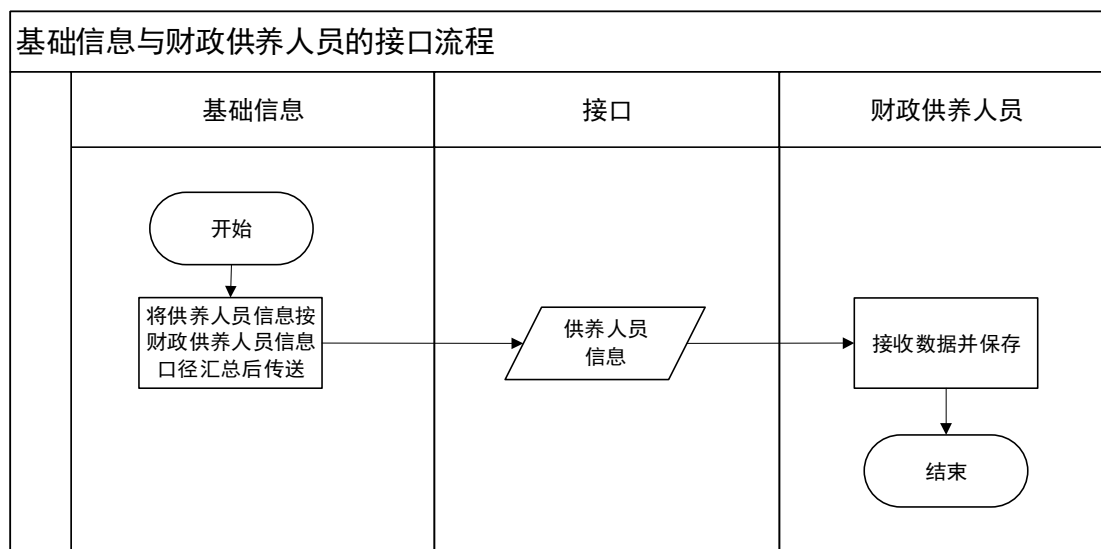 基础信息与财政供养人员的接口流程
基础信息
接口
财政供养人员
开始
将供养人员信息按
财政供养人员信息
口径汇总后传送
供养人员
信息
接收数据并保存
结束